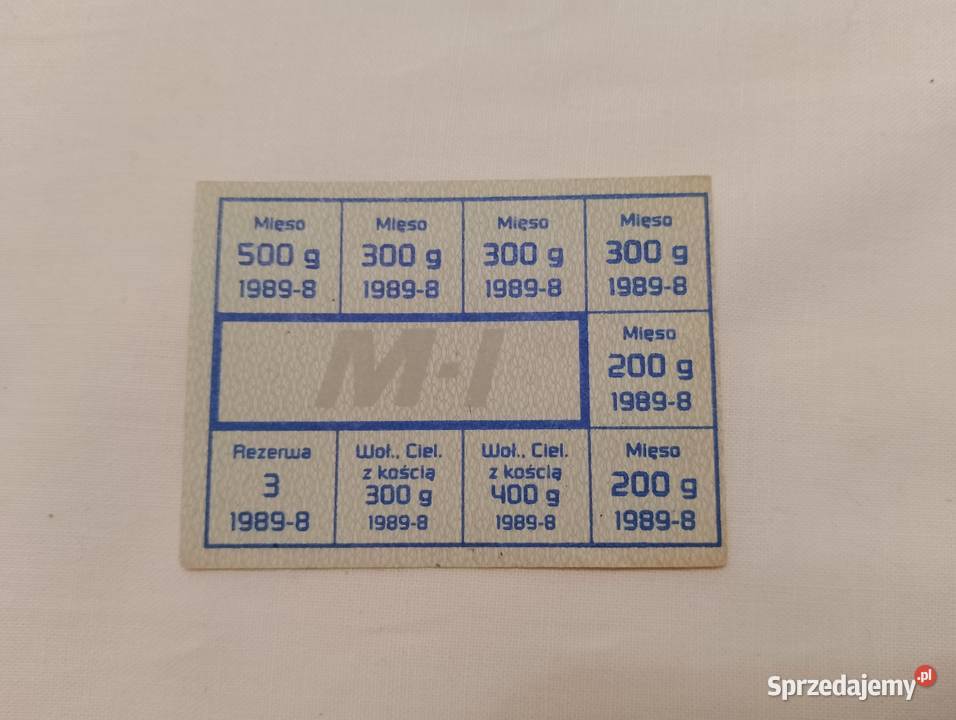 Mięso
500 g
1989-8
Mięso
300 g
1989-8
Mięso
300 g
1989-8
Mięso
300 g
1989-8
M-I
Mięso
200 g
1989-8
Rezerwa
3
1989-8
Woł., Ciel.
z kością
300 g
1989-8
Woł., Ciel.
z kością
400 g
1989-8
Mięso
200 g
1989-8
Sprzedajemy.pl